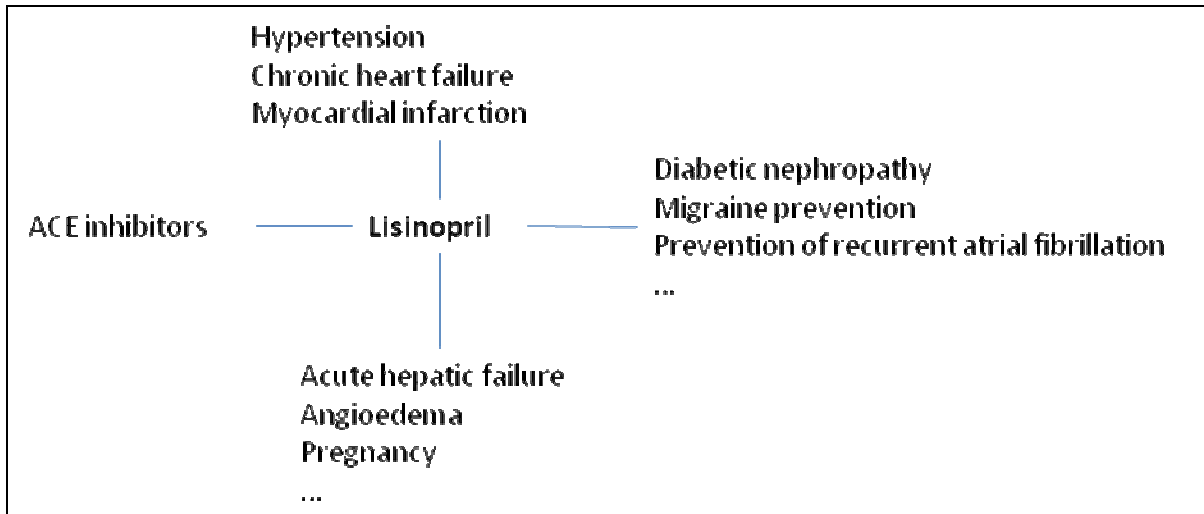 Hypertension
Chronic heart failure
Myocardial infarction
Diabetic nephropathy
Migraine prevention
ACE inhibitors
Lisinopril
Prevention of recurrent atrial fibrillation
...
Acute hepatic failure
Angioedema
Pregnancy
...